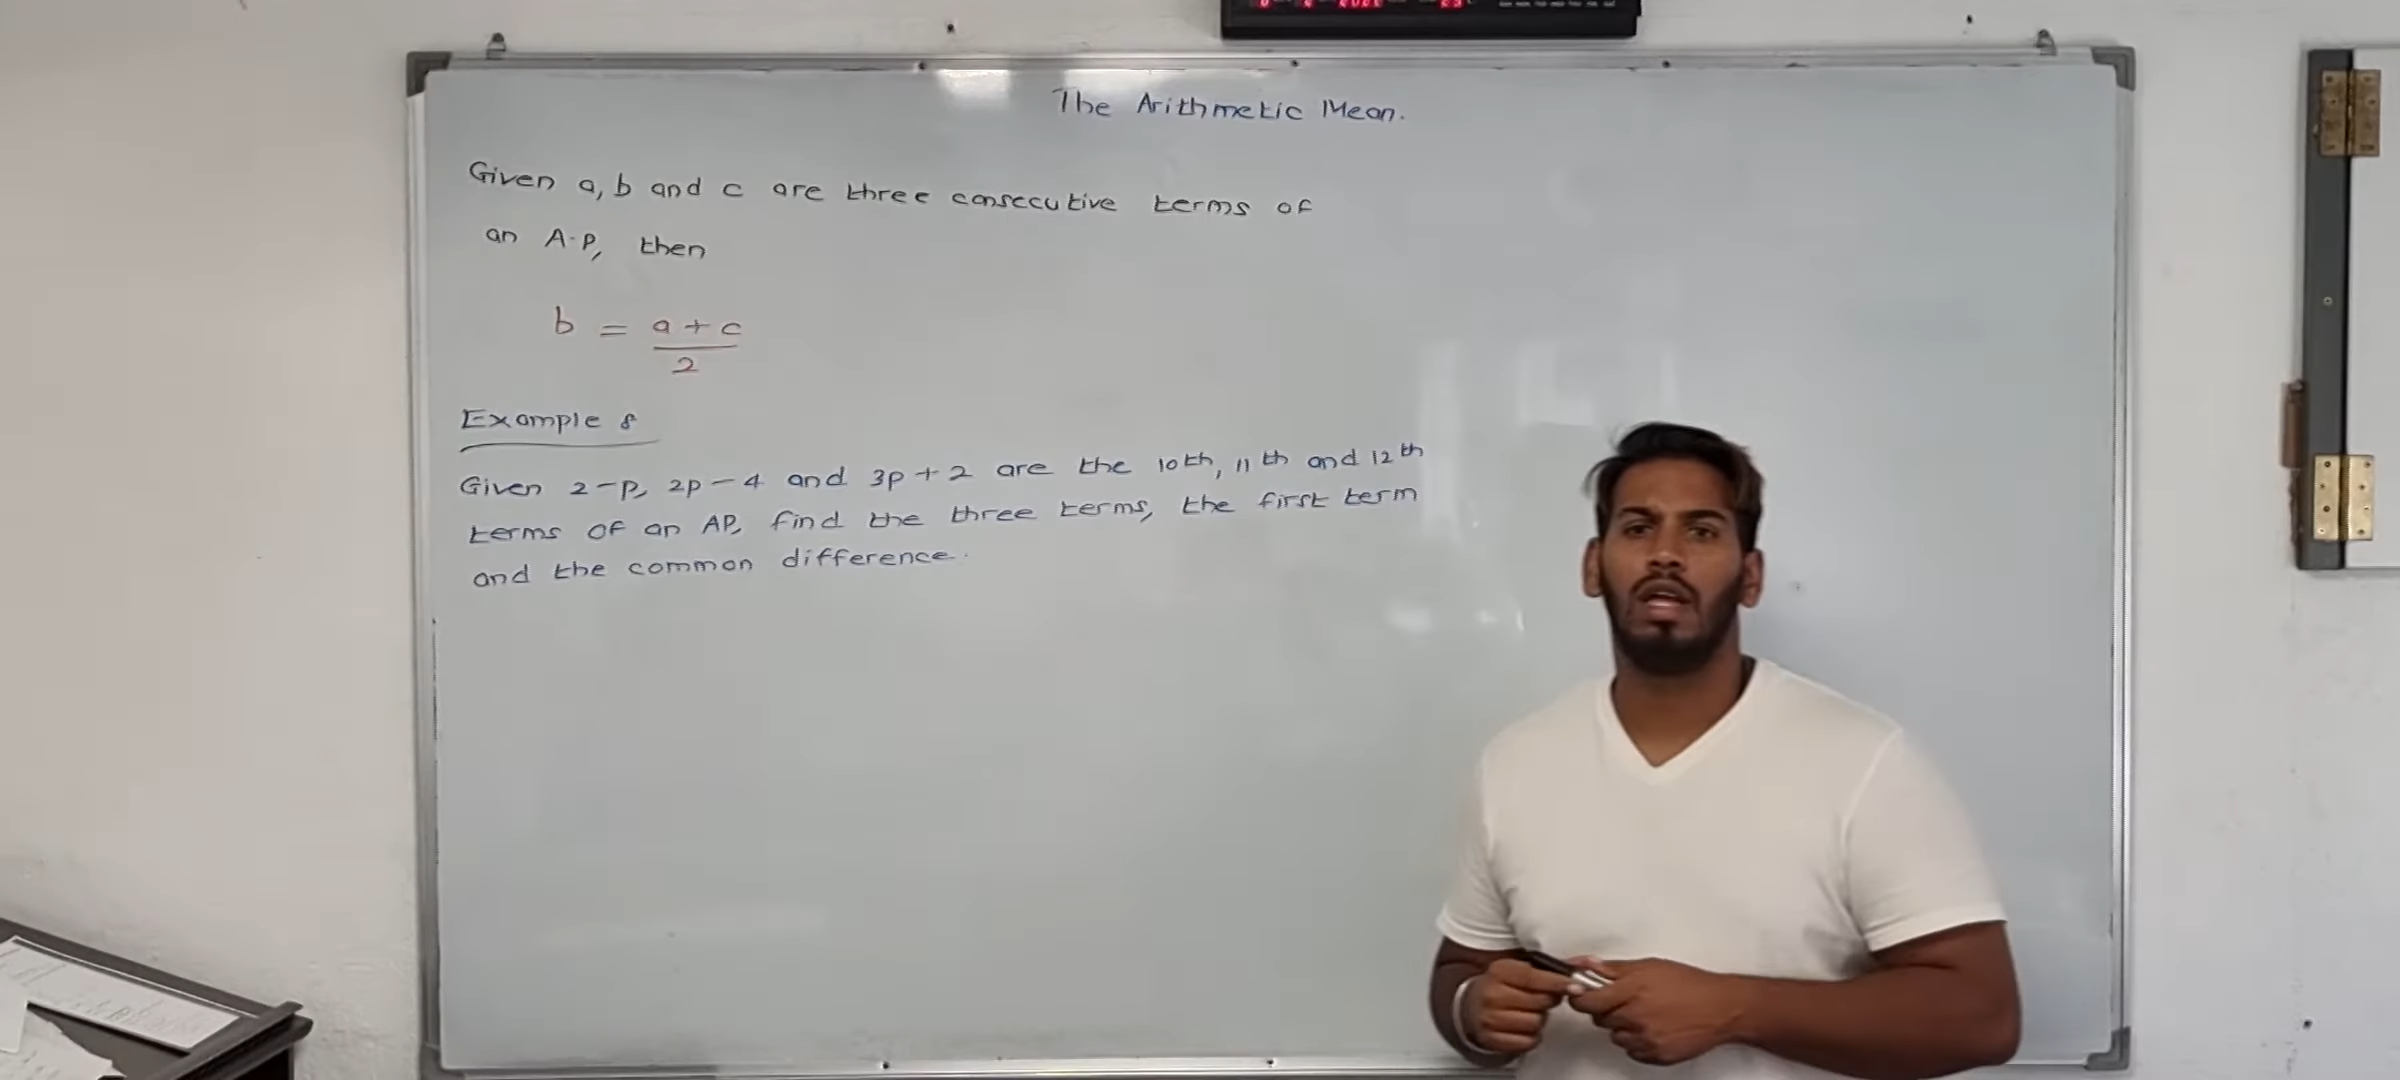 The Arithmetic Mean.
Given a, b and c are three consecutive terms of
an A.P, then
b = a + c
2
Example 8
Given 2-p, 2p-4 and 3p+2 are the 10th, 11th and 12th
terms of an AP, find the three terms, the first term
and the common difference.